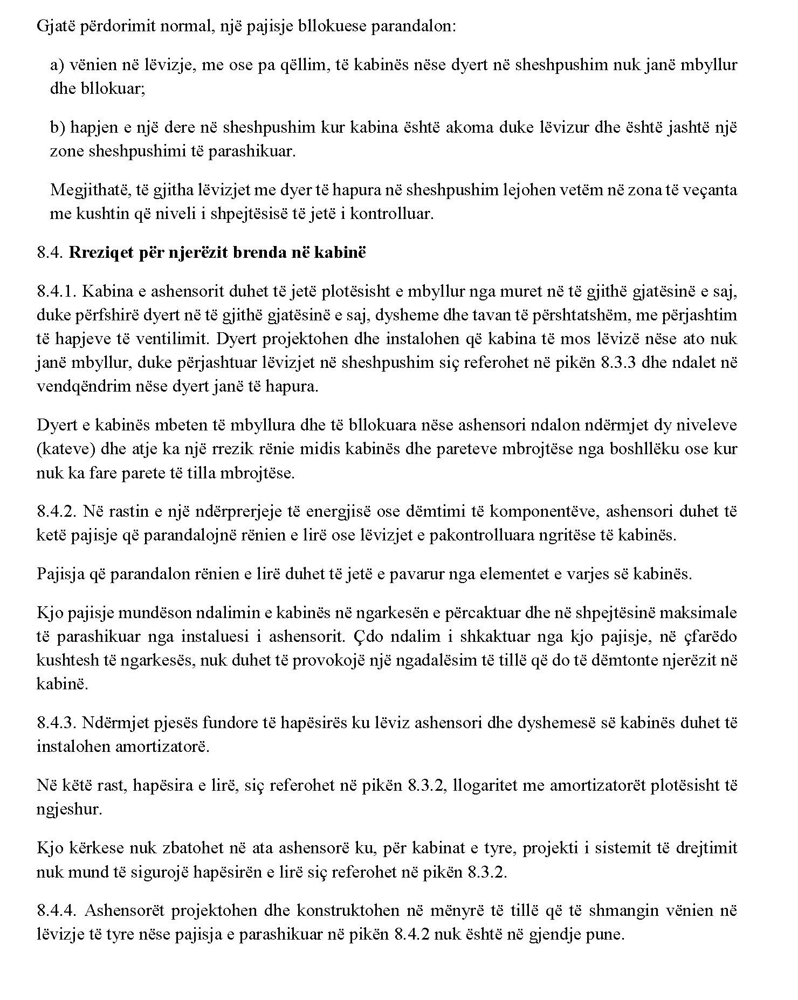 Gjatë përdorimit normal, një pajisje bllokuese parandalon:
a) vënien në lëvizje, me ose pa qëllim, të kabinës nëse dyert në sheshpushim nuk janë mbyllur
dhe bllokuar;
b) hapjen e një dere në sheshpushim kur kabina është akoma duke lëvizur dhe është jashtë një
zone sheshpushimi të parashikuar.
Megjithatë, të gjitha lëvizjet me dyer të hapura në sheshpushim lejohen vetëm në zona të veçanta
me kushtin që niveli i shpejtësisë të jetë i kontrolluar.
8.4. Rreziqet për njerëzit brenda në kabinë
8.4.1. Kabina e ashensorit duhet të jetë plotësisht e mbyllur nga muret në të gjithë gjatësinë e saj,
duke përfshirë dyert në të gjithë gjatësinë e saj, dysheme dhe tavan të përshtatshëm, me përjashtim
të hapjeve të ventilimit. Dyert projektohen dhe instalohen që kabina të mos lëvizë nëse ato nuk
janë mbyllur, duke përjashtuar lëvizjet në sheshpushim siç referohet në pikën 8.3.3 dhe ndalet në
vendqëndrim nëse dyert janë të hapura.
Dyert e kabinës mbeten të mbyllura dhe të bllokuara nëse ashensori ndalon ndërmjet dy niveleve
(kateve) dhe atje ka një rrezik rënie midis kabinës dhe pareteve mbrojtëse nga boshllëku ose kur
nuk ka fare parete të tilla mbrojtëse.
8.4.2. Në rastin e një ndërprerjeje të energjisë ose dëmtimi të komponentëve, ashensori duhet të
ketë pajisje që parandalojnë rënien e lirë ose lëvizjet e pakontrolluara ngritëse të kabinës.
Pajisja që parandalon rënien e lirë duhet të jetë e pavarur nga elementet e varjes së kabinës.
Kjo pajisje mundëson ndalimin e kabinës në ngarkesën e përcaktuar dhe në shpejtësinë maksimale
të parashikuar nga instaluesi i ashensorit. Çdo ndalim i shkaktuar nga kjo pajisje, në çfarëdo
kushtesh të ngarkesës, nuk duhet të provokojë një ngadalësim të tillë që do të dëmtonte njerëzit në
kabinë.
8.4.3. Ndërmjet pjesës fundore të hapësirës ku lëviz ashensori dhe dyshemesë së kabinës duhet të
instalohen amortizatorë.
Në këtë rast, hapësira e lirë, siç referohet në pikën 8.3.2, llogaritet me amortizatorët plotësisht të
ngjeshur.
Kjo kërkese nuk zbatohet në ata ashensorë ku, për kabinat e tyre, projekti i sistemit të drejtimit
nuk mund të sigurojë hapësirën e lirë siç referohet në pikën 8.3.2.
8.4.4. Ashensorët projektohen dhe konstruktohen në mënyrë të tillë që të shmangin vënien në
lëvizje të tyre nëse pajisja e parashikuar në pikën 8.4.2 nuk është në gjendje pune.